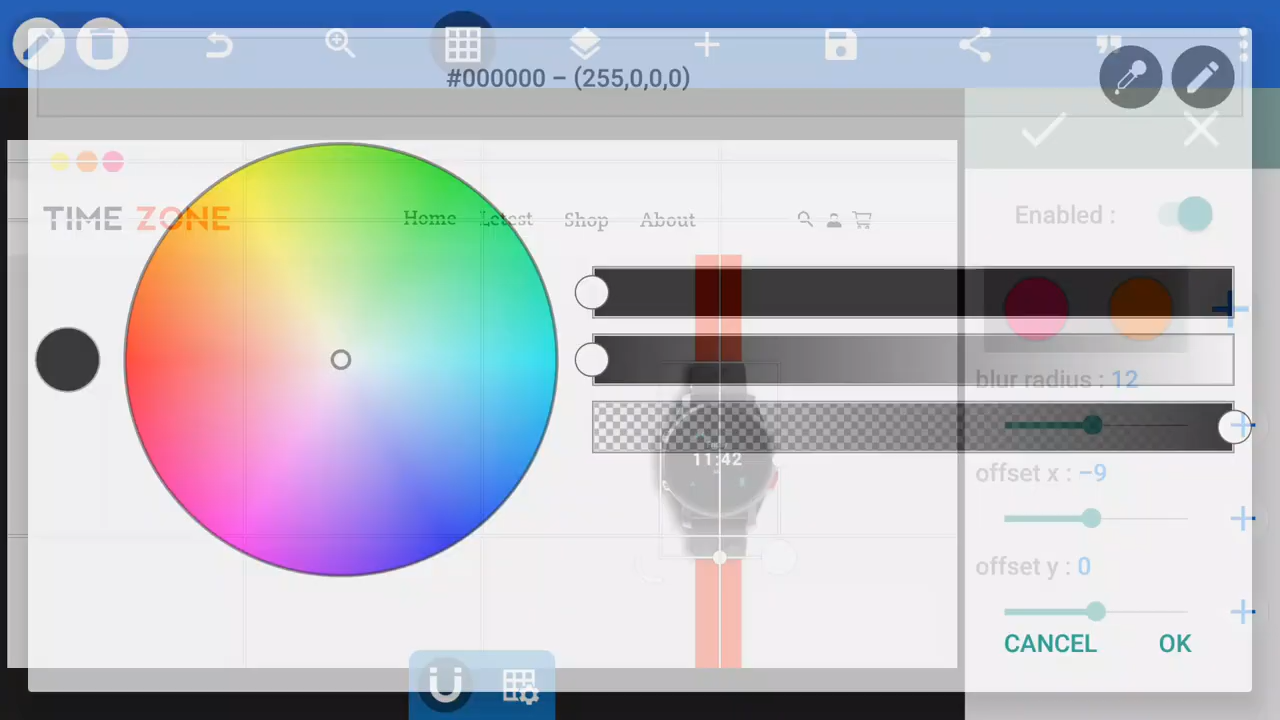 #000000 – (255,0,0,0)
TIME ZONE
Home Letest Shop About
Enabled :
blur radius : 12
11:42
offset x : –9
offset y : 0
CANCEL OK